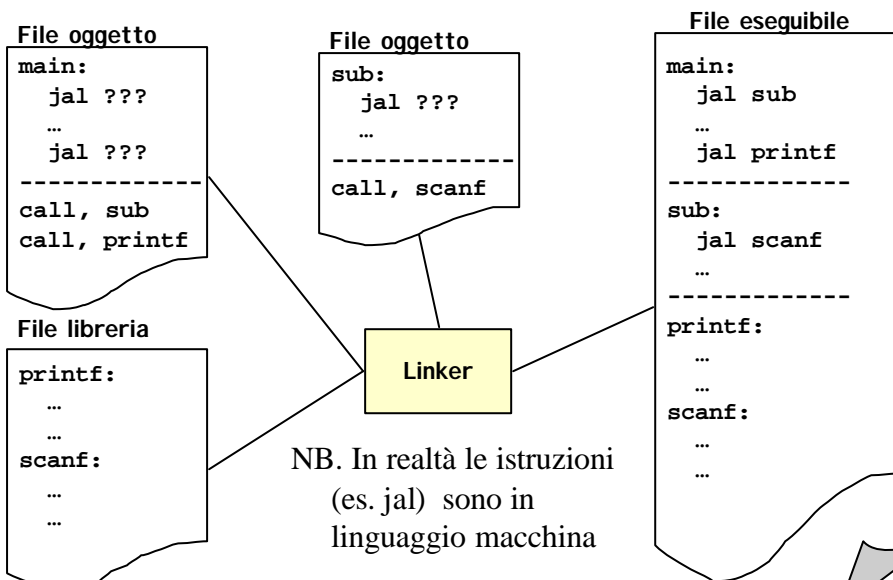 File oggetto
main:
jal ???
…
jal ???
-------------
call, sub
call, printf
File oggetto
sub:
jal ???
…
-------------
call, scanf
File libreria
printf:
…
…
scanf:
…
…
Linker
NB. In realtà le istruzioni
(es. jal) sono in
linguaggio macchina
File eseguibile
main:
jal sub
…
jal printf
-------------
sub:
jal scanf
…
-------------
printf:
…
…
scanf:
…
…